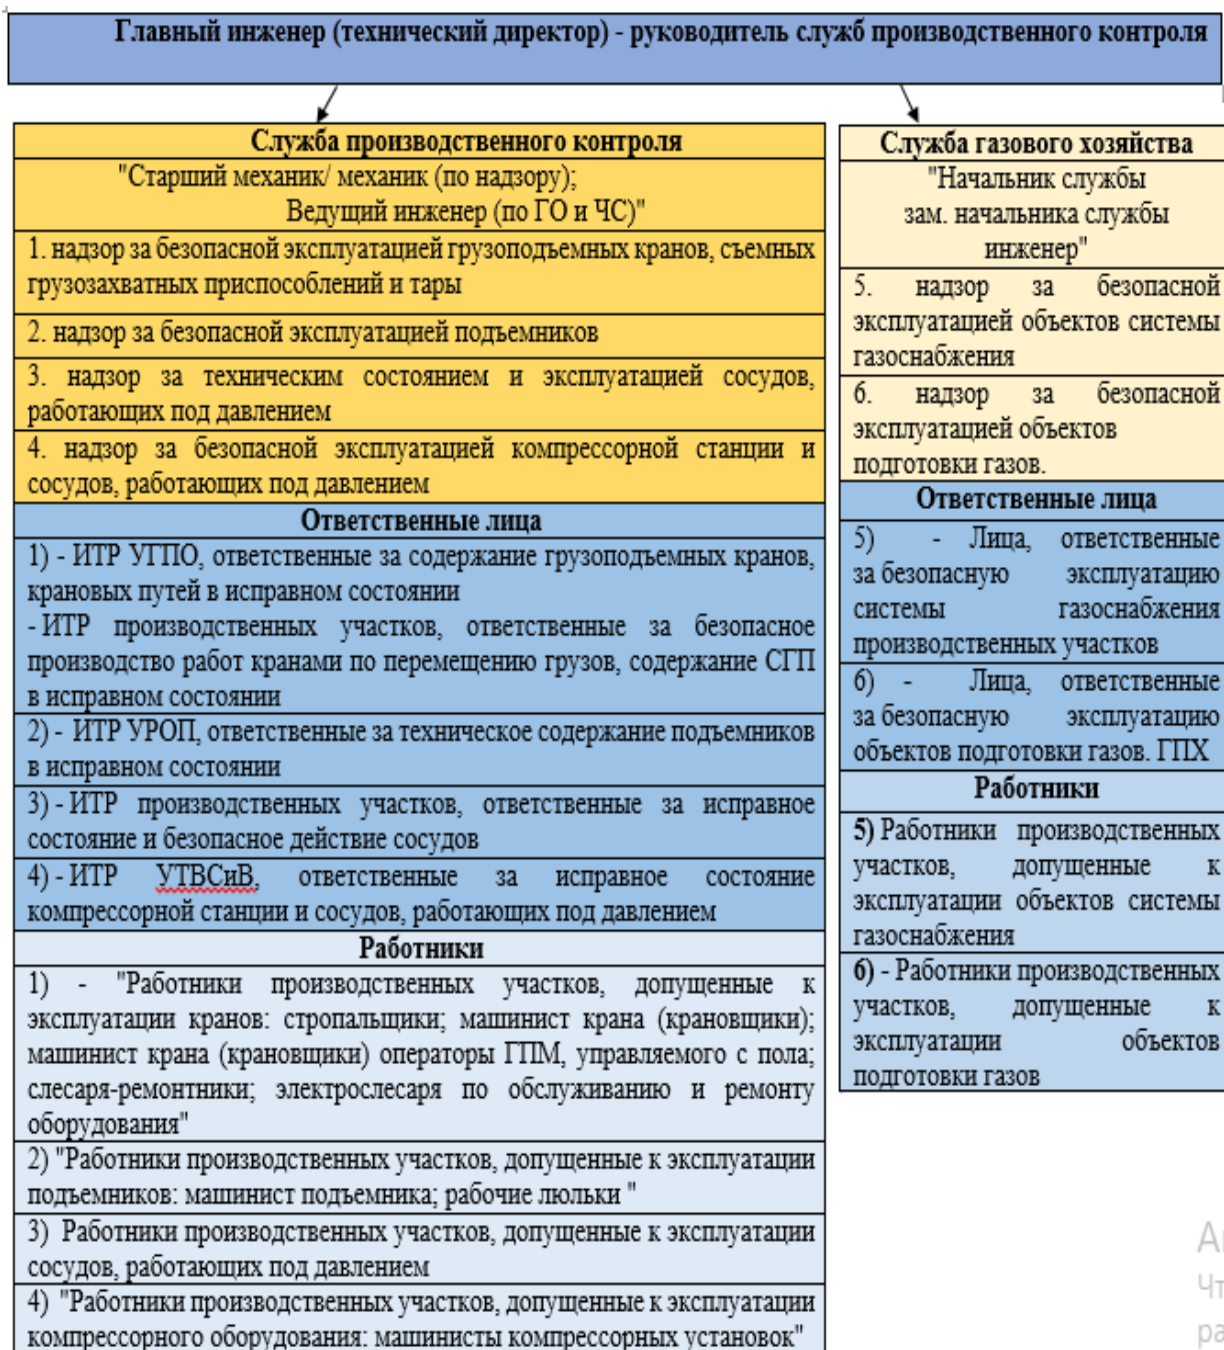 Главный инженер (технический директор) - руководитель служб производственного контроля
Служба производственного контроля
"Старший механик/ механик (по надзору);
Ведущий инженер (по ГО и ЧС)"
1. надзор за безопасной эксплуатацией грузоподъемных кранов, съемных
грузозахватных приспособлений и тары
2. надзор за безопасной эксплуатацией подъемников
3. надзор за техническим состоянием и эксплуатацией сосудов,
работающих под давлением
4. надзор за безопасной эксплуатацией компрессорной станции и
сосудов, работающих под давлением
Ответственные лица
1) - ИТР УГПО, ответственные за содержание грузоподъемных кранов,
крановых путей в исправном состоянии
- ИТР производственных участков, ответственные за безопасное
производство работ кранами по перемещению грузов, содержание СГП
в исправном состоянии
2) - ИТР УРОП, ответственные за техническое содержание подъемников
в исправном состоянии
3) - ИТР производственных участков, ответственные за исправное
состояние и безопасное действие сосудов
4) - ИТР УТВСиВ, ответственные за исправное состояние
компрессорной станции и сосудов, работающих под давлением
Работники
1) - "Работники производственных участков, допущенные к
эксплуатации кранов: стропальщики; машинист крана (крановщики);
машинист крана (крановщики) операторы ГПМ, управляемого с пола;
слесаря-ремонтники; электрослесаря по обслуживанию и ремонту
оборудования"
2) "Работники производственных участков, допущенные к эксплуатации
подъемников: машинист подъемника; рабочие люльки "
3) Работники производственных участков, допущенные к эксплуатации
сосудов, работающих под давлением
4) "Работники производственных участков, допущенные к эксплуатации
компрессорного оборудования: машинисты компрессорных установок"
Служба газового хозяйства
"Начальник службы
зам. начальника службы
инженер"
5. надзор за безопасной
эксплуатацией объектов системы
газоснабжения
6. надзор за безопасной
эксплуатацией объектов
подготовки газов.
Ответственные лица
5) - Лица, ответственные
за безопасную эксплуатацию
системы газоснабжения
производственных участков
6) - Лица, ответственные
за безопасную эксплуатацию
объектов подготовки газов. ГПХ
Работники
5) Работники производственных
участков, допущенные к
эксплуатации объектов системы
газоснабжения
6) - Работники производственных
участков, допущенные к
эксплуатации объектов
подготовки газов